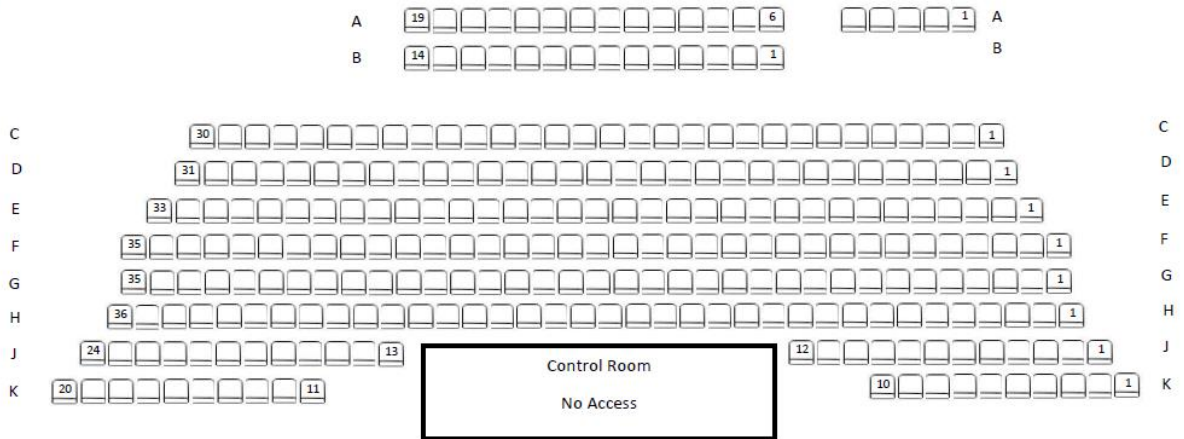 A 19 6 1 A
B 14 1 B
C 30 1 C
D 31 1 D
E 33 1 E
F 35 1 F
G 35 1 G
H 36 1 H
J 24 13 12 1 J
Control Room
K 20 11 10 1 K
No Access